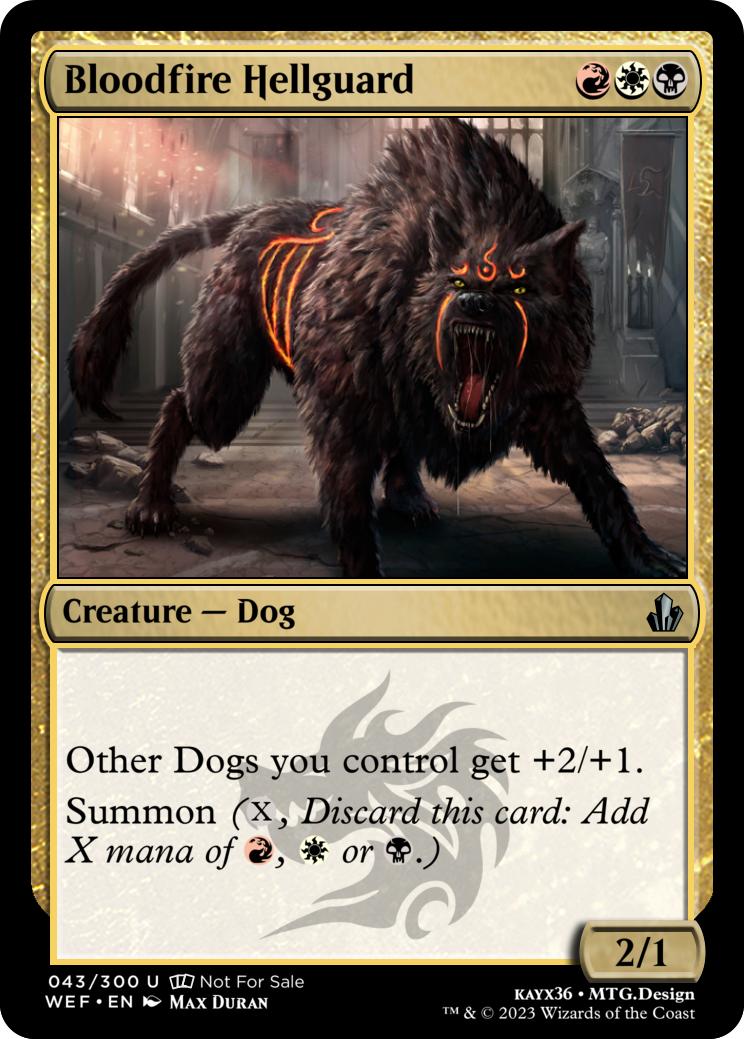 Bloodfire Hellguard
Creature — Dog
Other Dogs you control get +2/+1.
Summon (X, Discard this card: Add
X mana of , or .)
2/1
043/300 U Not For Sale
WEF • EN MAX DURAN
KAYX36 • MTG.Design
™ & © 2023 Wizards of the Coast